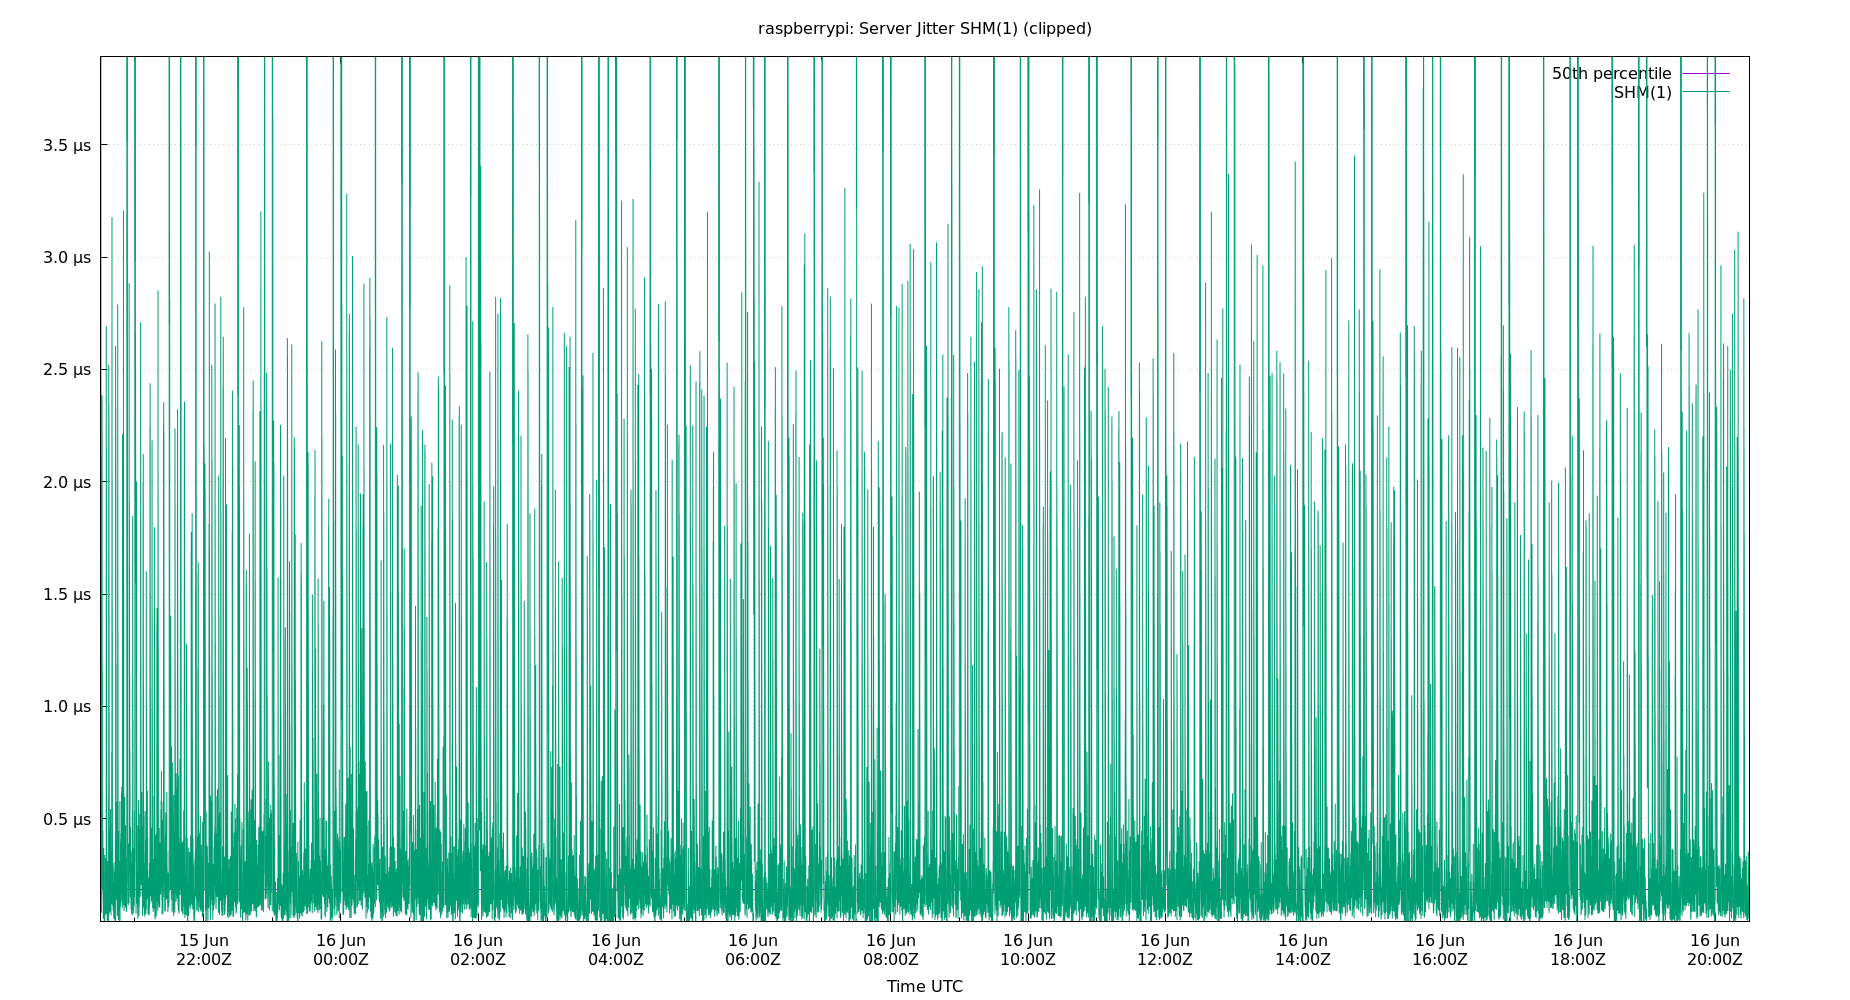 raspberrypi: Server Jitter SHM(1) (clipped)
50th percentile
SHM(1)
3.5 µs
3.0 µs
2.5 µs
2.0 µs
1.5 µs
1.0 µs
0.5 µs
15 Jun 16 Jun 16 Jun 16 Jun 16 Jun 16 Jun 16 Jun 16 Jun 16 Jun 16 Jun 16 Jun 16 Jun
22:00Z 00:00Z 02:00Z 04:00Z 06:00Z 08:00Z 10:00Z 12:00Z 14:00Z 16:00Z 18:00Z 20:00Z
Time UTC